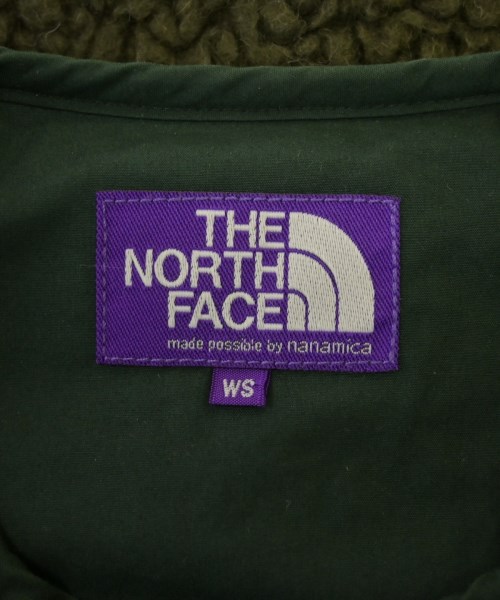 THE
NORTH
FACE
made possible by nanamica
WS